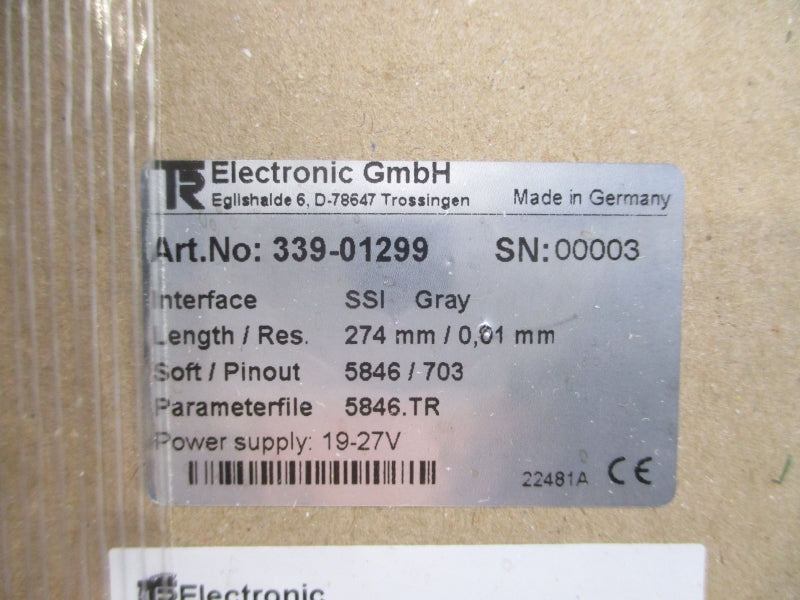 TR Electronic GmbH
Eglishalde 6, D-78647 Trossingen Made in Germany
Art.No: 339-01299 SN: 00003
Interface SSI Gray
Length / Res. 274 mm / 0,01 mm
Soft / Pinout 5846 / 703
Parameterfile 5846.TR
Power supply: 19-27V
22481A CE
TR Electronic